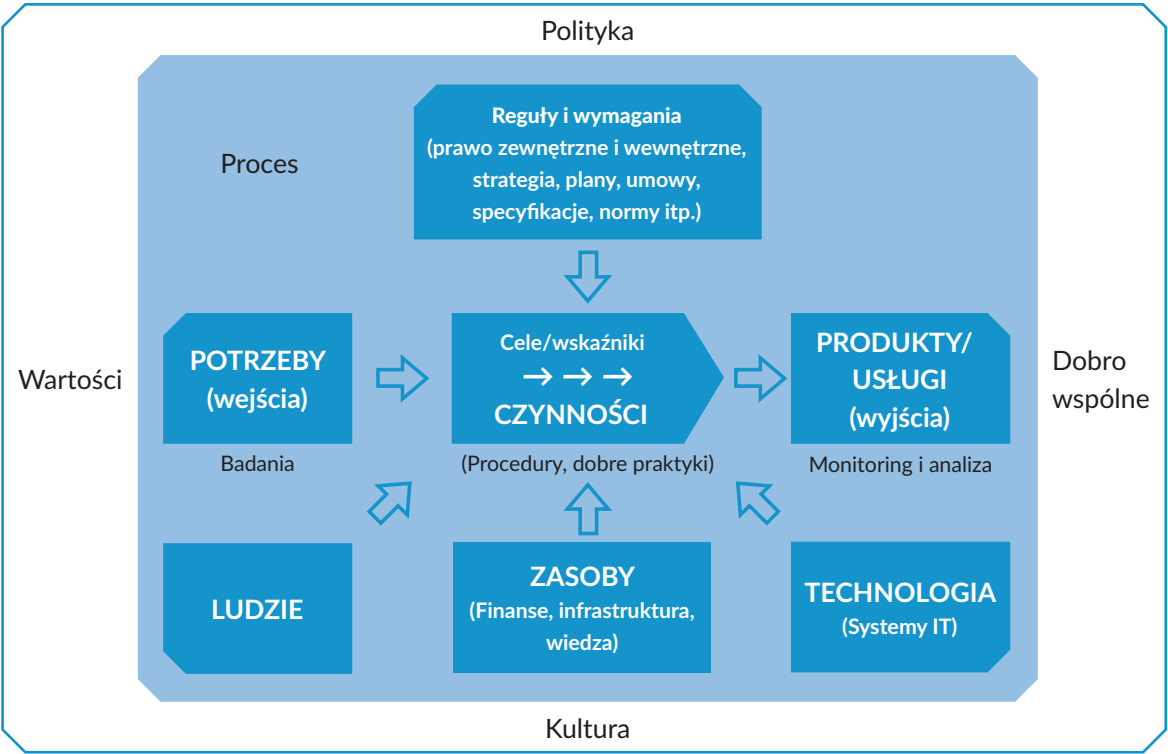 Polityka
Proces
Reguły i wymagania
(prawo zewnętrzne i wewnętrzne,
strategia, plany, umowy,
specyfikacje, normy itp.)
Wartości
POTRZEBY
(wejścia)
Badania
Cele/wskaźniki
→ → →
CZYNNOŚCI
(Procedury, dobre praktyki)
PRODUKTY/
USŁUGI
(wyjścia)
Monitoring i analiza
Dobro
wspólne
LUDZIE
ZASOBY
(Finanse, infrastruktura,
wiedza)
TECHNOLOGIA
(Systemy IT)
Kultura